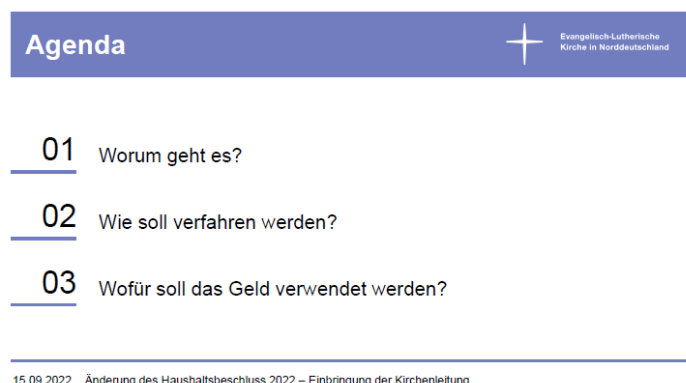 Agenda
Evangelisch-Lutherische
Kirche in Norddeutschland
01 Worum geht es?
02 Wie soll verfahren werden?
03 Wofür soll das Geld verwendet werden?
15.09.2022 Änderung des Haushaltsbeschluss 2022 – Einbringung der Kirchenleitung